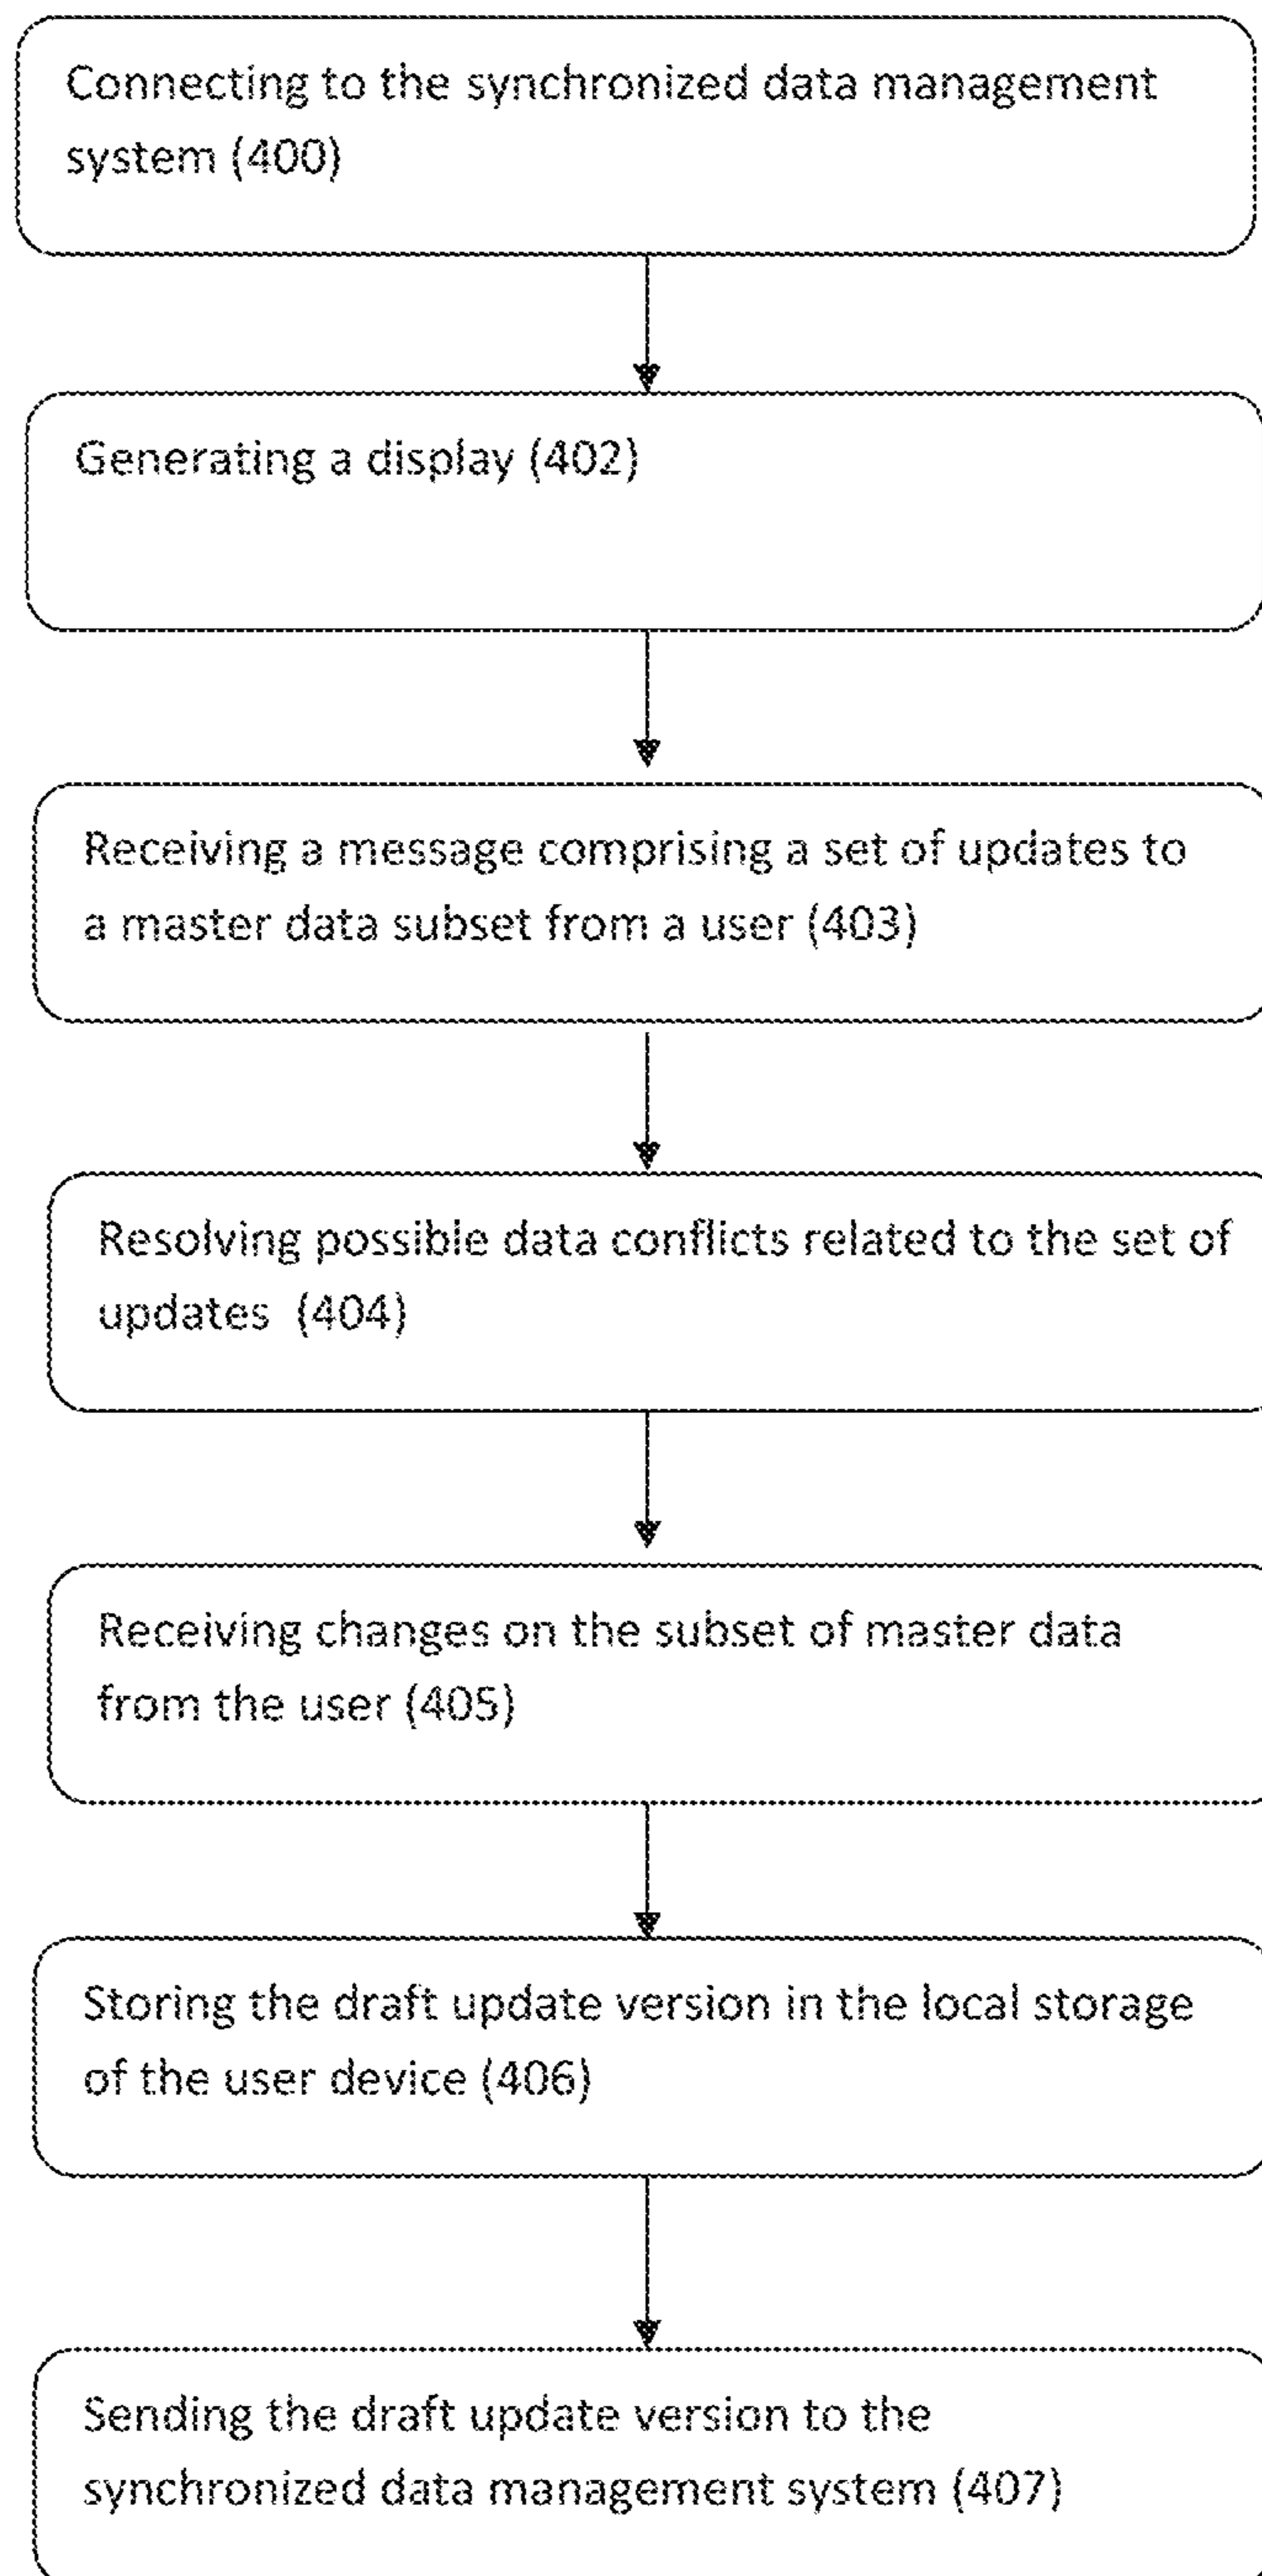 Connecting to the synchronized data management
system (400)
Generating a display (402)
Receiving a message comprising a set of updates to
a master data subset from a user (403)
Resolving possible data conflicts related to the set of
updates (404)
Receiving changes on the subset of master data
from the user (405)
Storing the draft update version in the local storage
of the user device (406)
Sending the draft update version to the
synchronized data management system (407)